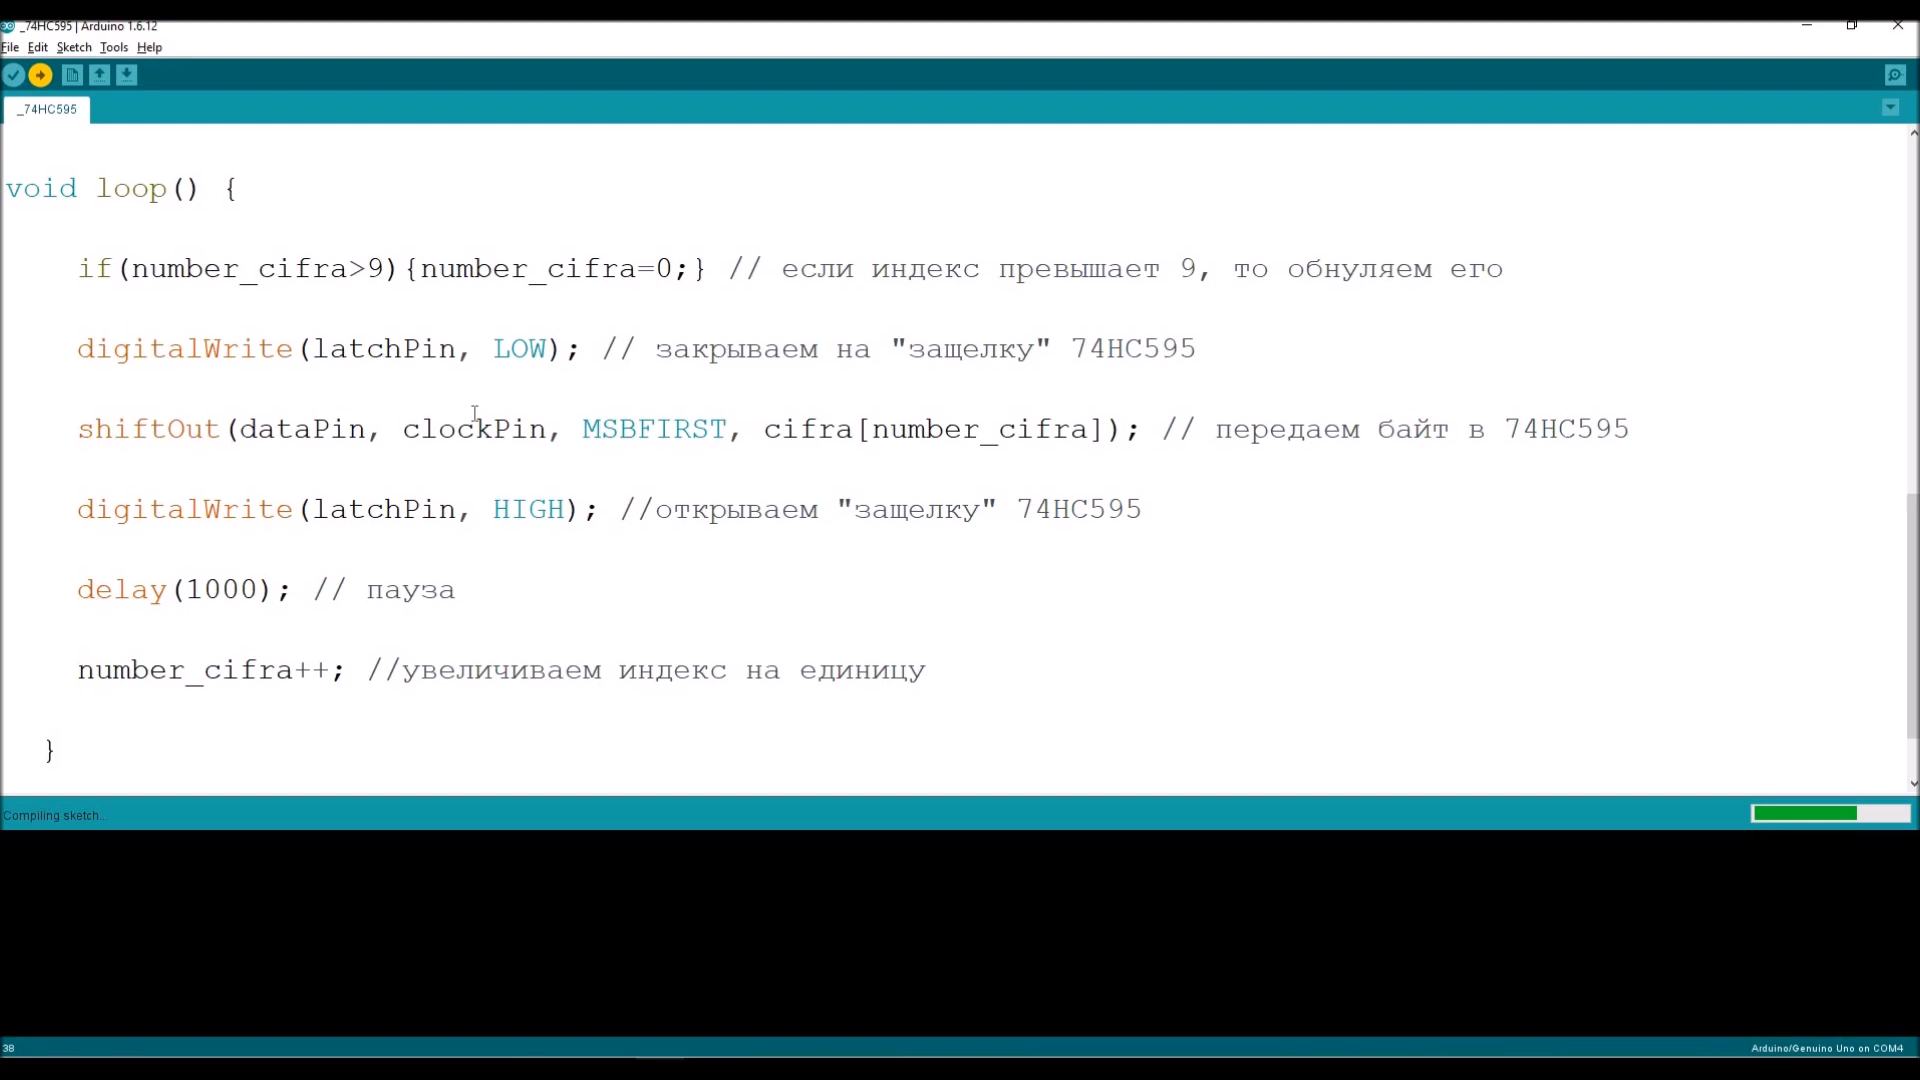 _74HC595 | Arduino 1.6.12
File Edit Sketch Tools Help
_74HC595
void loop() {
if(number_cifra>9){number_cifra=0;} // если индекс превышает 9, то обнуляем его
digitalWrite(latchPin, LOW); // закрываем на "защелку" 74HC595
shiftOut(dataPin, clockPin, MSBFIRST, cifra[number_cifra]); // передаем байт в 74HC595
digitalWrite(latchPin, HIGH); //открываем "защелку" 74HC595
delay(1000); // пауза
number_cifra++; //увеличиваем индекс на единицу
}
Compiling sketch...
38
Arduino/Genuino Uno on COM4